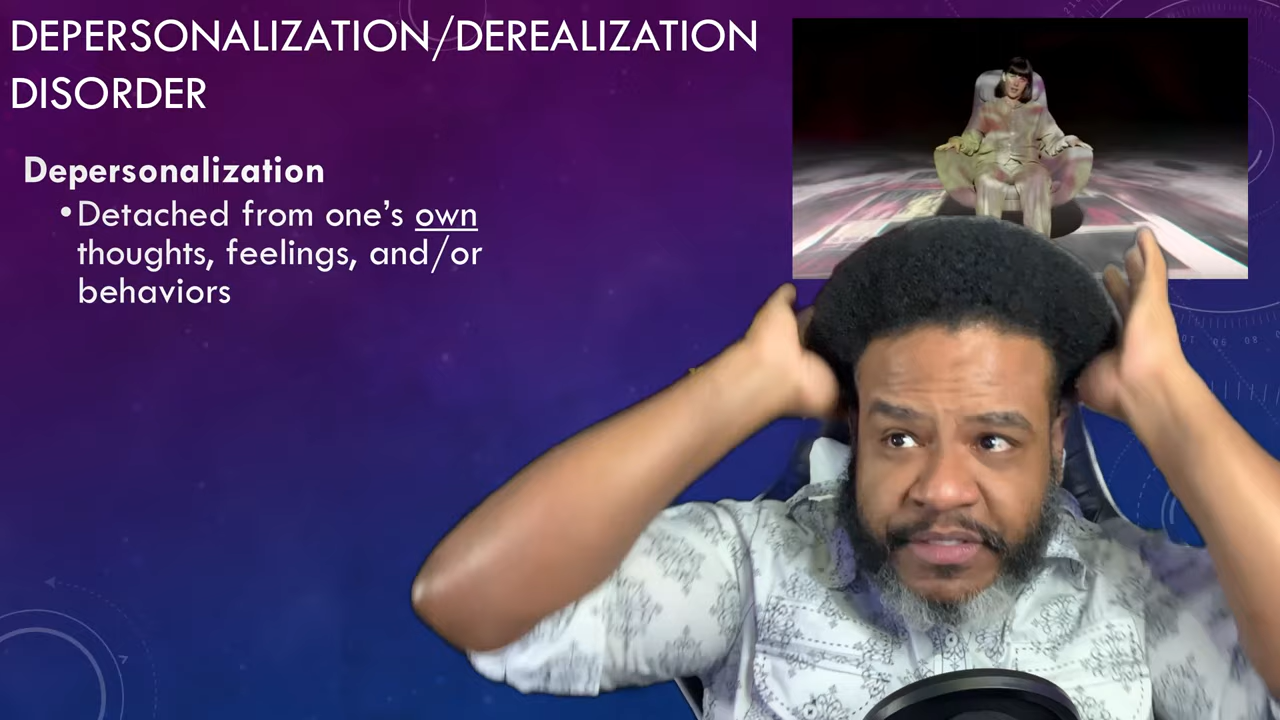 DEPERSONALIZATION/DEREALIZATION
DISORDER
Depersonalization
•Detached from one's own
thoughts, feelings, and/or
behaviors